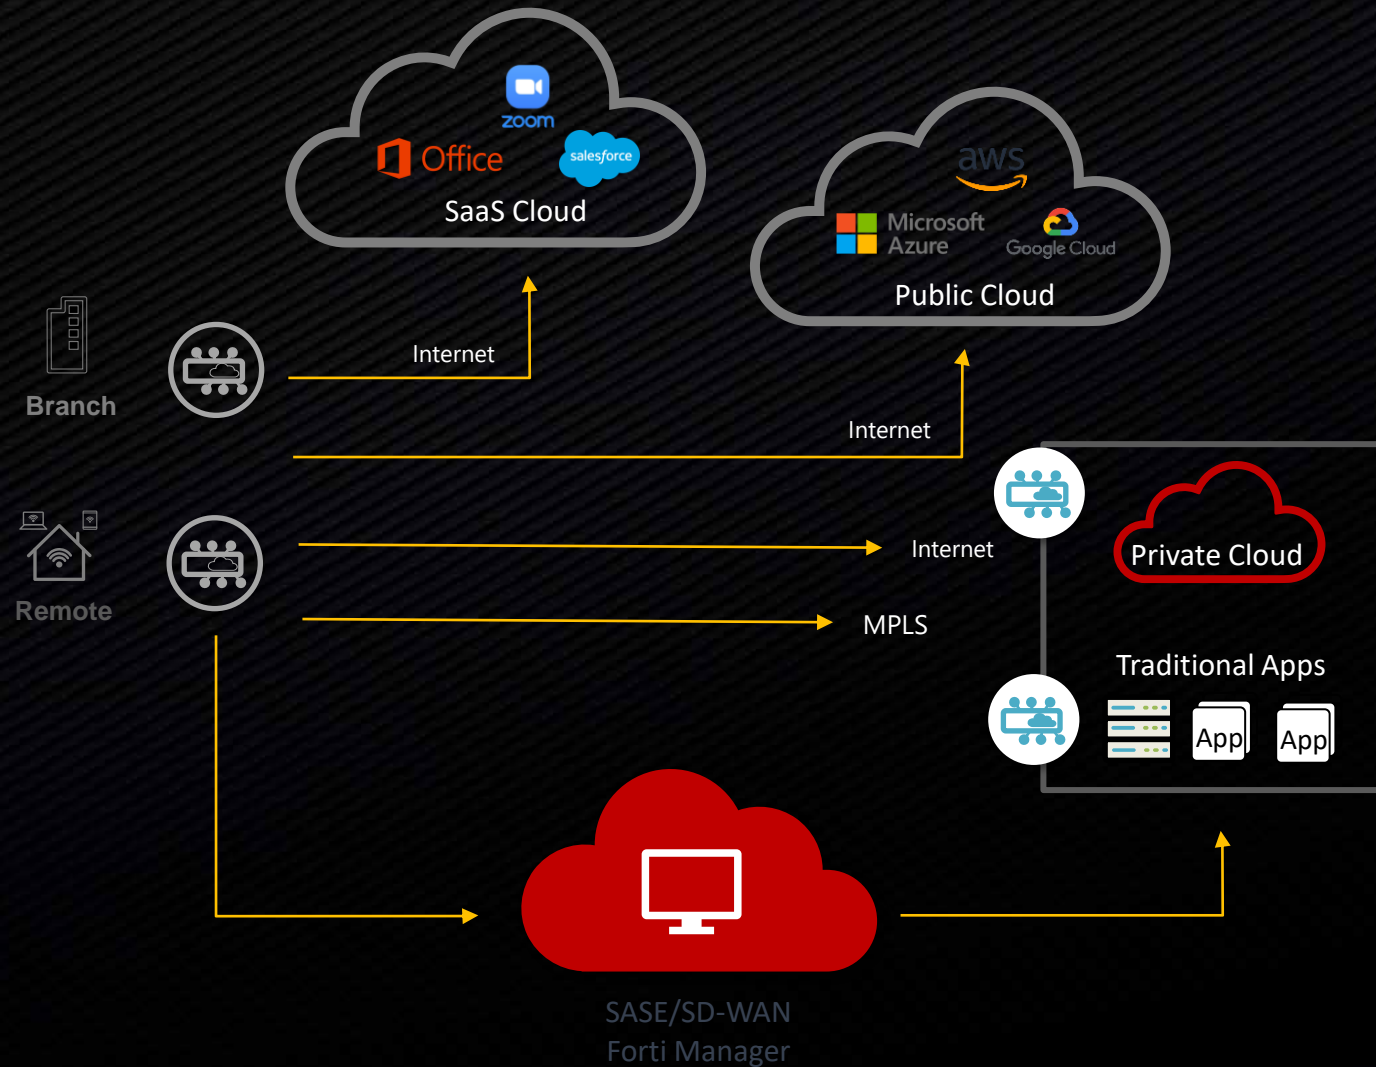 zoom
Office
salesforce
SaaS Cloud
aws
Microsoft
Azure
Google Cloud
Public Cloud
Branch
Internet
Internet
Remote
Internet
MPLS
Private Cloud
Traditional Apps
App
App
SASE/SD-WAN
Forti Manager